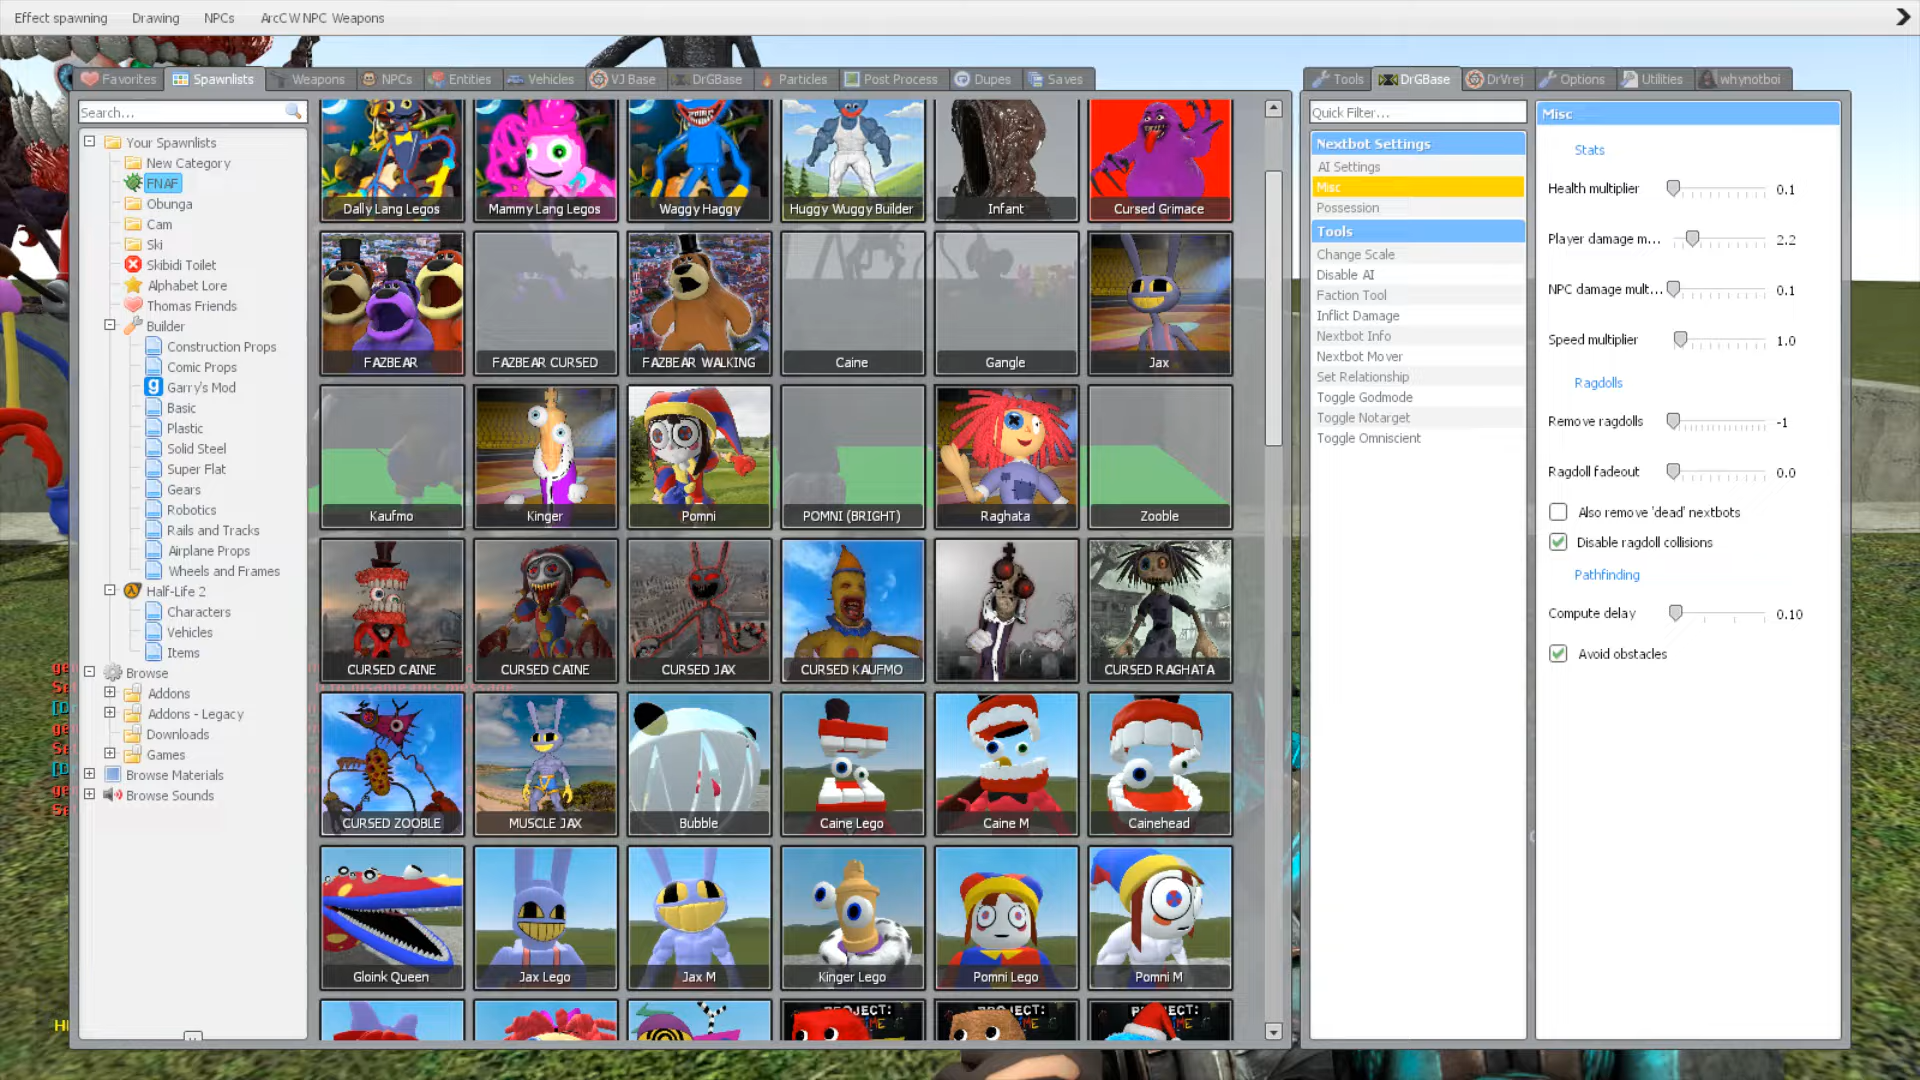 Effect spawning Drawing NPCs ArcCW NPC Weapons
Favorites Spawnlists Weapons NPCs Entities Vehicles VJ Base DrGBase Particles Post Process Dupes Saves
Search...
Your Spawnlists
New Category
FNAF
Obunga
Cam
Ski
Skibidi Toilet
Alphabet Lore
Thomas Friends
Builder
Construction Props
Comic Props
Garry's Mod
Basic
Plastic
Solid Steel
Super Flat
Gears
Robotics
Rails and Tracks
Airplane Props
Wheels and Frames
Half-Life 2
Characters
Vehicles
Items
Browse
Addons
Addons - Legacy
Downloads
Games
Browse Materials
Browse Sounds
Dally Lang Legos Mammy Lang Legos Waggy Haggy Huggy Wuggy Builder Infant Cursed Grimace
FAZBEAR FAZBEAR CURSED FAZBEAR WALKING Caine Gangle Jax
Kaufmo Kinger Pomni POMNI (BRIGHT) Raghata Zooble
CURSED CAINE CURSED CAINE CURSED JAX CURSED KAUFMO CURSED RAGHATA
CURSED ZOOBLE MUSCLE JAX Bubble Caine Lego Caine M Cainehead
Gloink Queen Jax Lego Jax M Kinger Lego Pomni Lego Pomni M
PROJECT: PROJECT: PROJECT:
Tools DrGBase DrVrej Options Utilities whynotboi
Quick Filter...
Nextbot Settings
AI Settings
Misc
Possession
Tools
Change Scale
Disable AI
Faction Tool
Inflict Damage
Nextbot Info
Nextbot Mover
Set Relationship
Toggle Godmode
Toggle Notarget
Toggle Omniscient
Misc
Stats
Health multiplier 0.1
Player damage m... 2.2
NPC damage mult... 0.1
Speed multiplier 1.0
Ragdolls
Remove ragdolls -1
Ragdoll fadeout 0.0
Also remove 'dead' nextbots
Disable ragdoll collisions
Pathfinding
Compute delay 0.10
Avoid obstacles